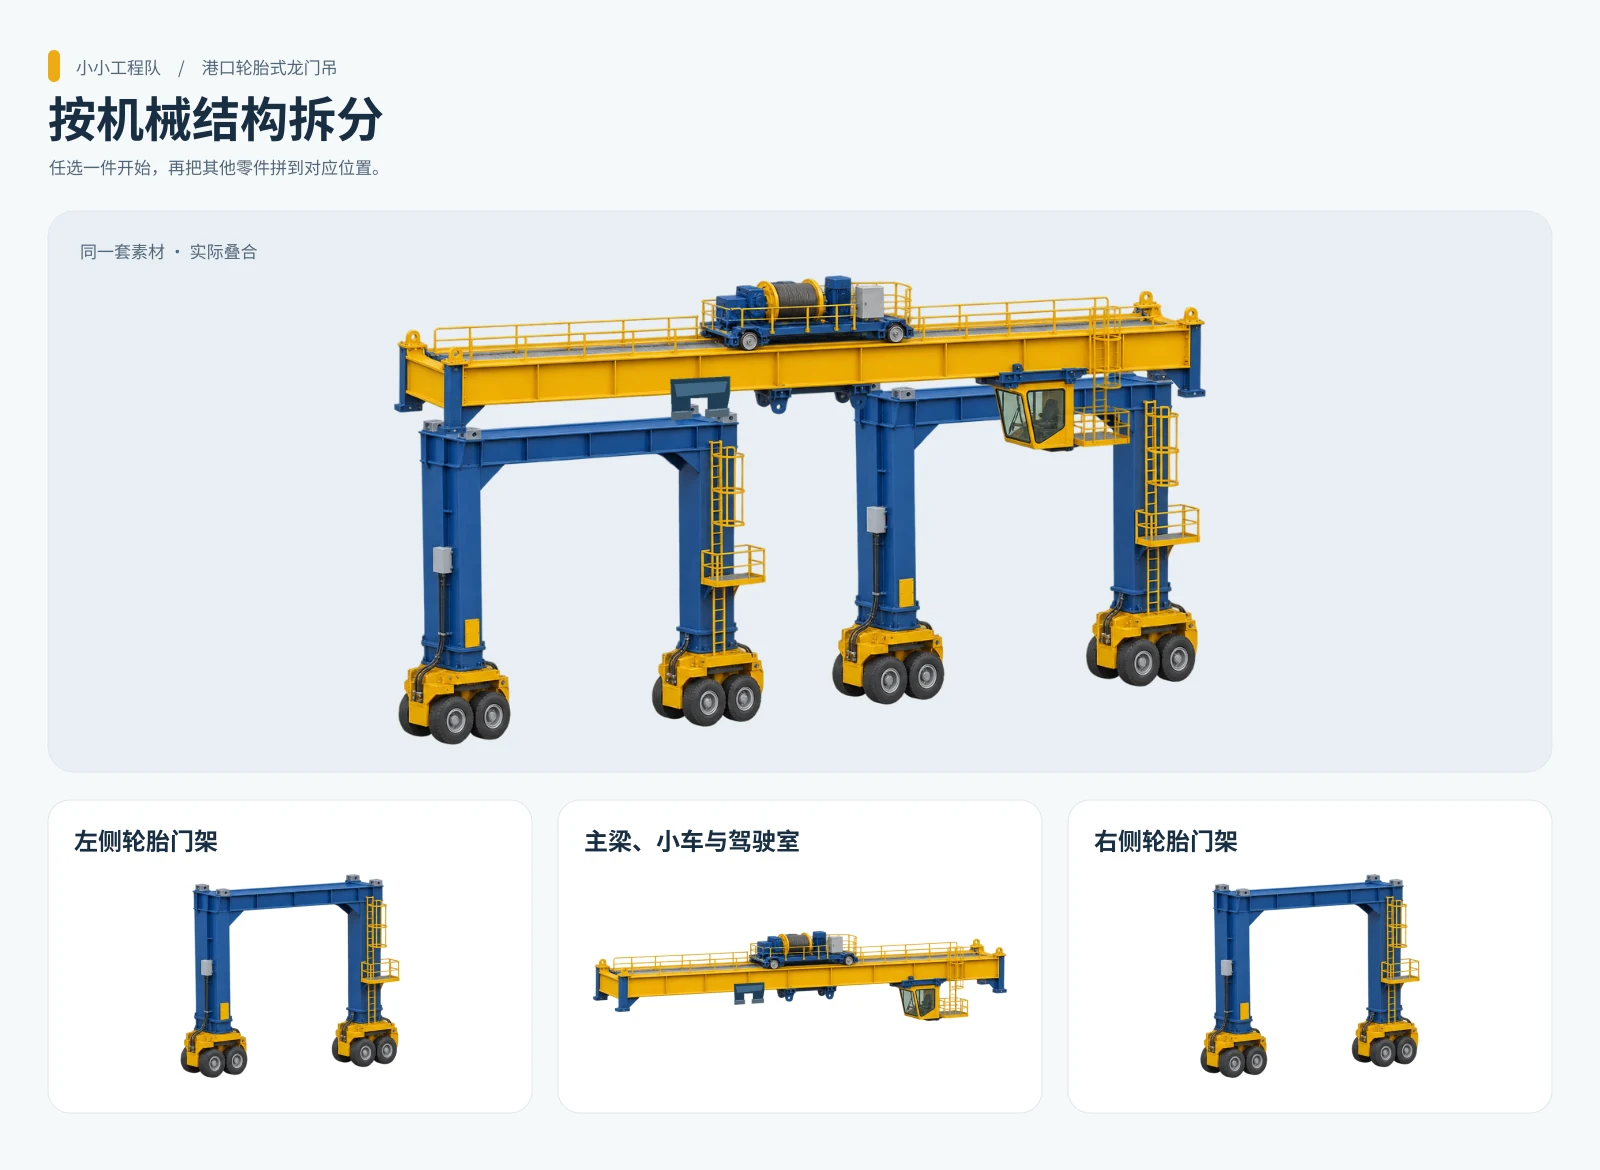 小小工程队 / 港口轮胎式龙门吊
按机械结构拆分
任选一件开始，再把其他零件拼到对应位置。
同一套素材 · 实际叠合
左侧轮胎门架
主梁、小车与驾驶室
右侧轮胎门架